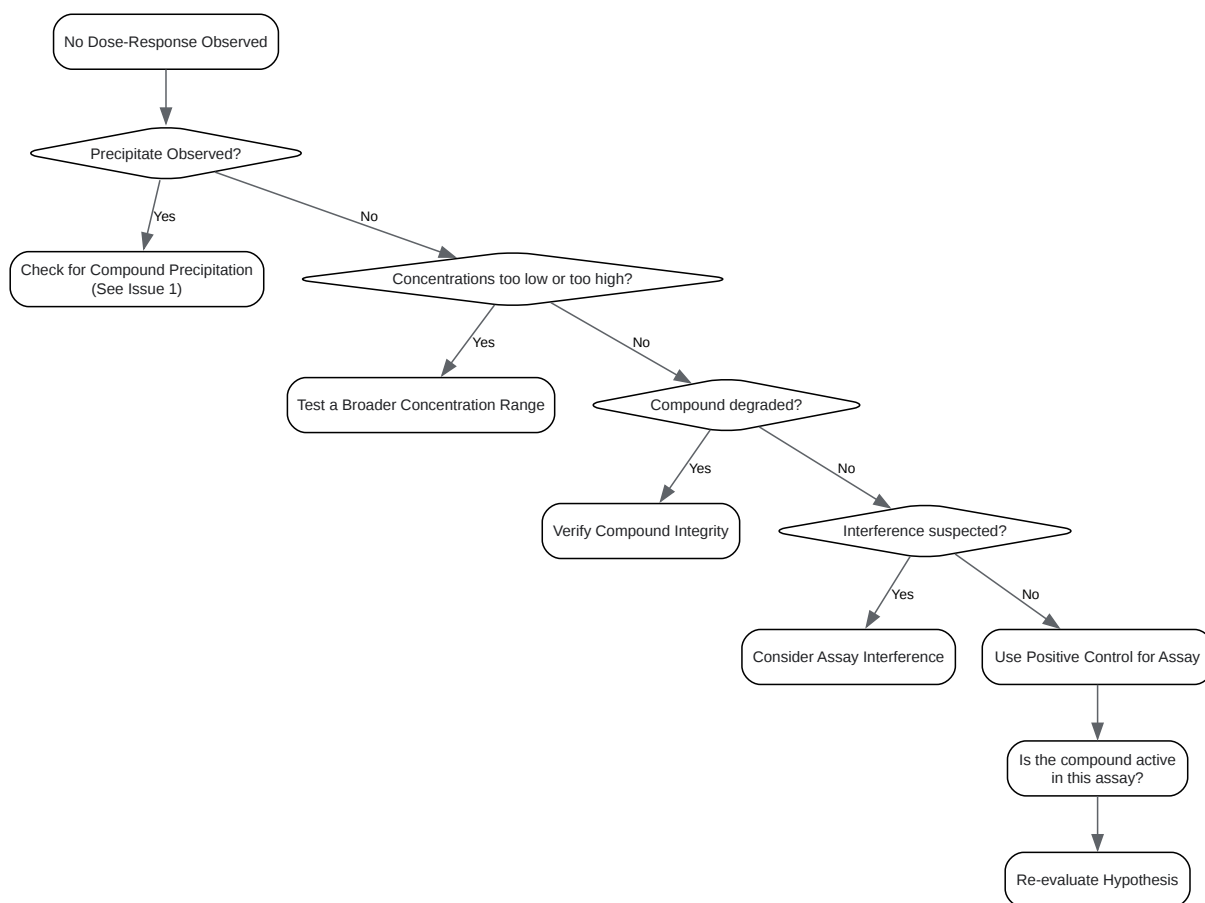 No Dose-Response Observed
Precipitate Observed?
Yes
No
Check for Compound Precipitation
(See Issue 1)
Concentrations too low or too high?
Yes
No
Test a Broader Concentration Range
Compound degraded?
Yes
No
Verify Compound Integrity
Interference suspected?
Yes
No
Consider Assay Interference
Use Positive Control for Assay
Is the compound active
in this assay?
Re-evaluate Hypothesis